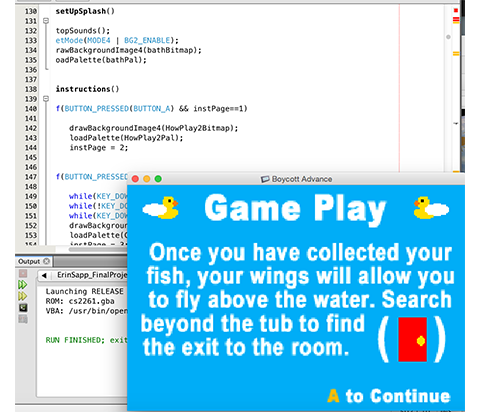 130 setUpSplash()
131
132 topSounds();
133 etMode(MODE4 | BG2_ENABLE);
134 rawBackgroundImage4(bathBitmap);
135 oadPalette(bathPal);
136
137
138 instructions()
139
140 f(BUTTON_PRESSED(BUTTON_A) && instPage==1)
141
142 drawBackgroundImage4(HowPlay2Bitmap);
143 loadPalette(HowPlay2Pal);
144 instPage = 2;
145
146
147 f(BUTTON_PRESSED
148
149 while(KEY_DOW
150 while(!KEY_DO
151 while(KEY_DOW
152 drawBackgrou
153 loadPalette(
154 instPage = 3;
Output
ErinSapp_FinalProje
Launching RELEASE
ROM: cs2261.gba
VBA: /usr/bin/open
RUN FINISHED; exi
Boycott Advance
Game Play
Once you have collected your
fish, your wings will allow you
to fly above the water. Search
beyond the tub to find
the exit to the room.
( )
A to Continue